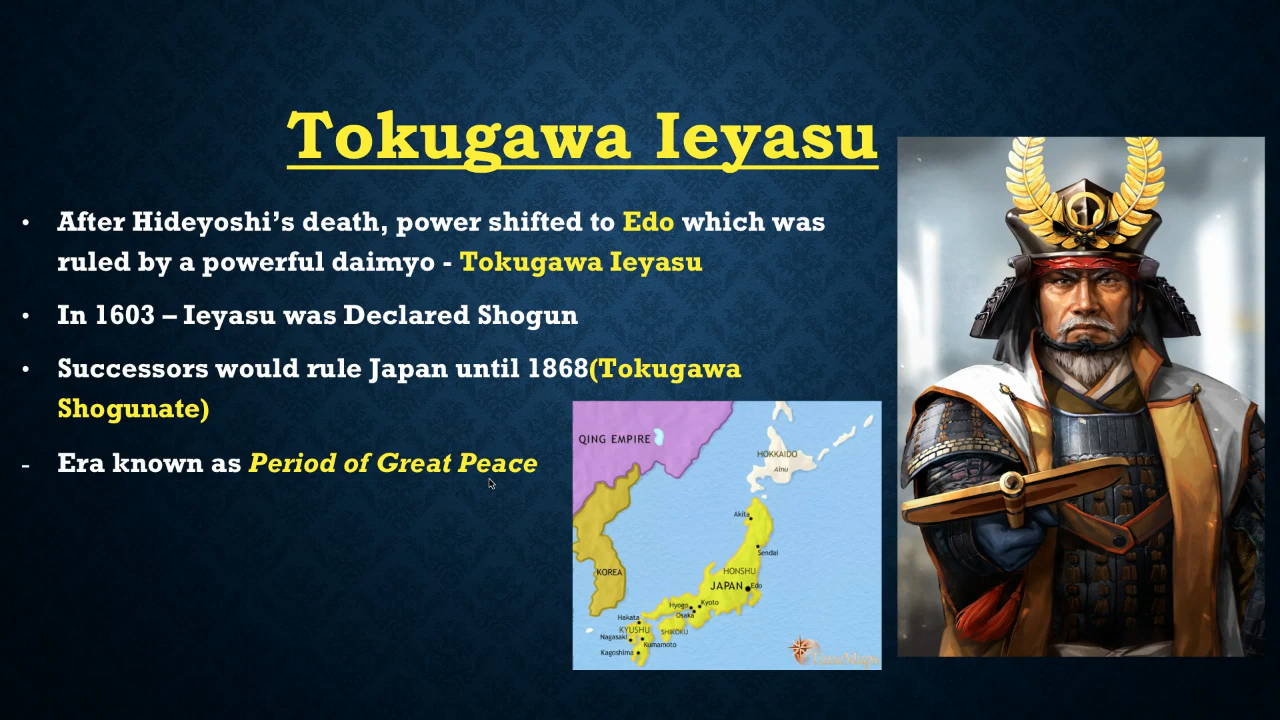 Tokugawa Ieyasu
• After Hideyoshi's death, power shifted to Edo which was
ruled by a powerful daimyo - Tokugawa Ieyasu
• In 1603 – Ieyasu was Declared Shogun
• Successors would rule Japan until 1868(Tokugawa
Shogunate)
- Era known as Period of Great Peace
QING EMPIRE
HOKKAIDO
Ainu
Akita
Sendai
KOREA
HONSHU
JAPAN
Edo
Hyogo
Kyoto
Osaka
Hakata
KYUSHU
SHIKOKU
Nagasaki
Kumamoto
Kagoshima
TimeMaps